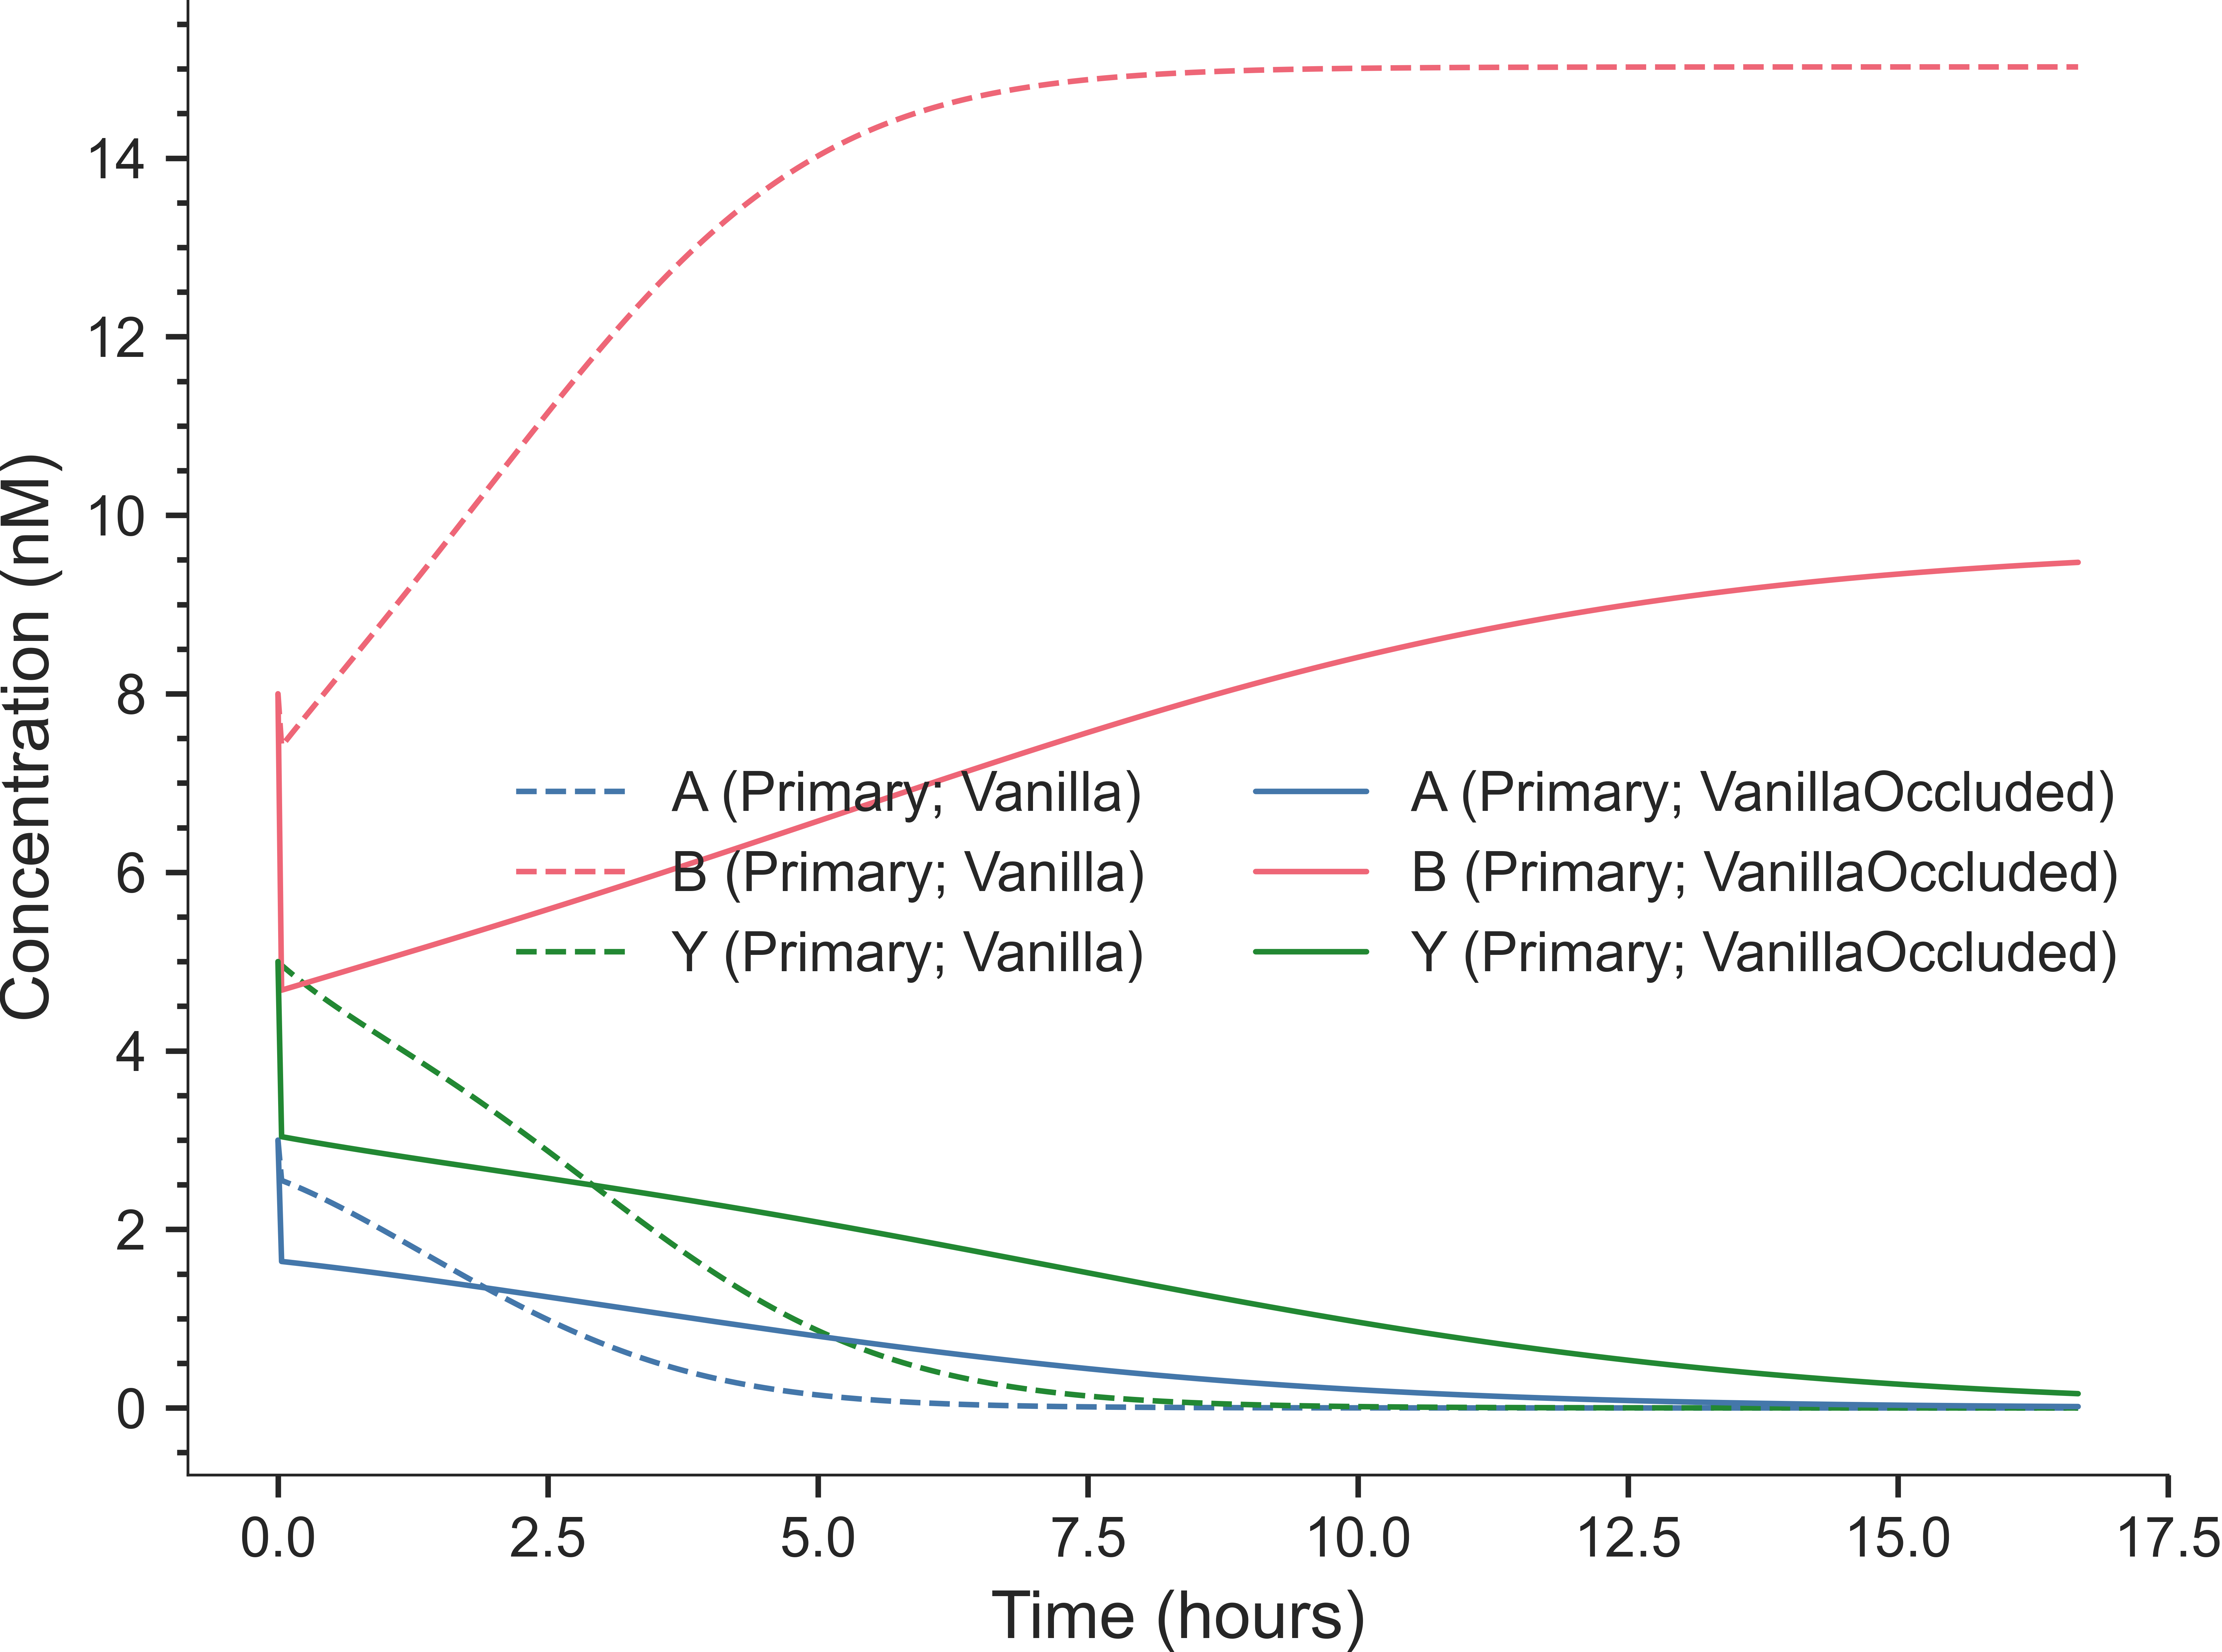 Concentration (nM)
14
12
10
8
6
4
2
0
A (Primary; Vanilla)
B (Primary; Vanilla)
Y (Primary; Vanilla)
A (Primary; VanillaOccluded)
B (Primary; VanillaOccluded)
Y (Primary; VanillaOccluded)
0.0 2.5 5.0 7.5 10.0 12.5 15.0 17.5
Time (hours)